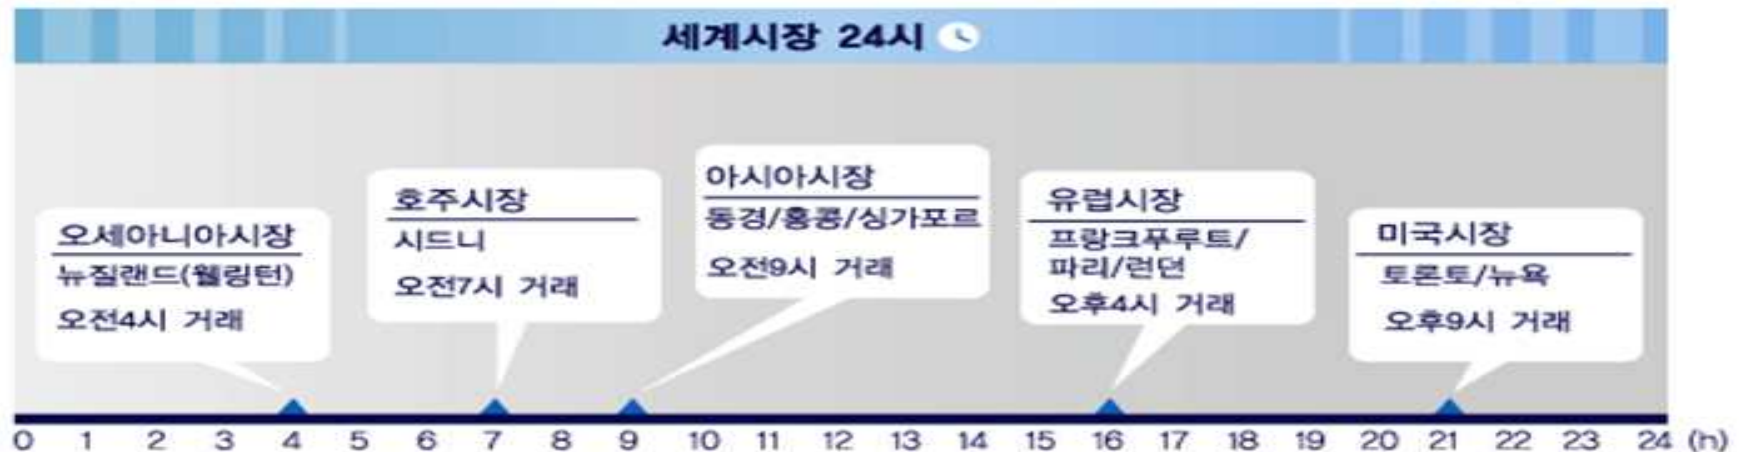 세계시장 24시
오세아니아시장
뉴질랜드(웰링턴)
오전4시 거래
호주시장
시드니
오전7시 거래
아시아시장
동경/홍콩/싱가포르
오전9시 거래
유럽시장
프랑크푸루트/
파리/런던
오후4시 거래
미국시장
토론토/뉴욕
오후9시 거래
0 1 2 3 4 5 6 7 8 9 10 11 12 13 14 15 16 17 18 19 20 21 22 23 24 (h)